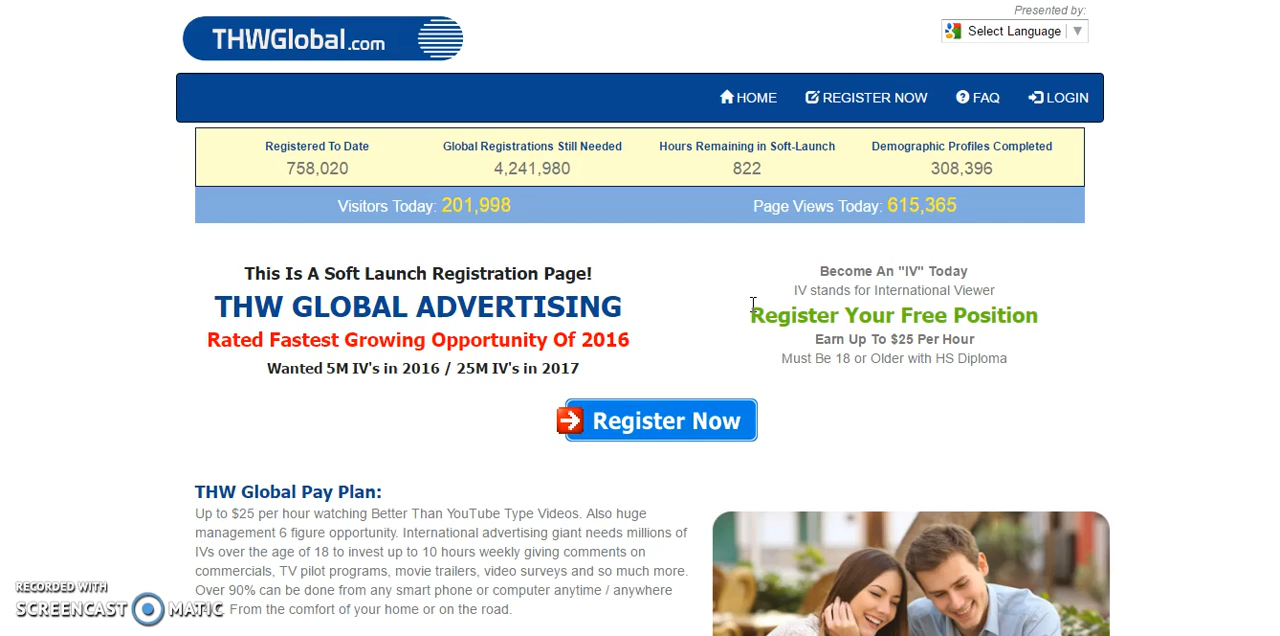 Presented by:
THWGlobal.com
Select Language
HOME REGISTER NOW FAQ LOGIN
Registered To Date Global Registrations Still Needed Hours Remaining in Soft-Launch Demographic Profiles Completed
758,020 4,241,980 822 308,396
Visitors Today: 201,998 Page Views Today: 615,365
This Is A Soft Launch Registration Page!
THW GLOBAL ADVERTISING
Rated Fastest Growing Opportunity Of 2016
Wanted 5M IV's in 2016 / 25M IV's in 2017
Become An "IV" Today
IV stands for International Viewer
Register Your Free Position
Earn Up To $25 Per Hour
Must Be 18 or Older with HS Diploma
Register Now
THW Global Pay Plan:
Up to $25 per hour watching Better Than YouTube Type Videos. Also huge
management 6 figure opportunity. International advertising giant needs millions of
IVs over the age of 18 to invest up to 10 hours weekly giving comments on
commercials, TV pilot programs, movie trailers, video surveys and so much more.
Over 90% can be done from any smart phone or computer anytime / anywhere
From the comfort of your home or on the road.
RECORDED WITH
SCREENCAST MATIC